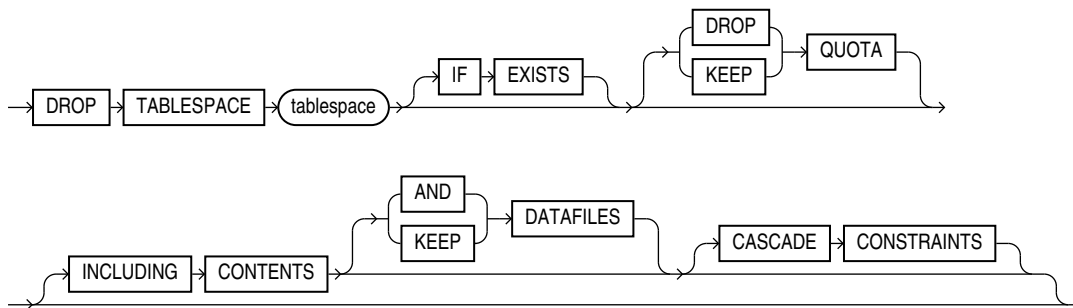 DROP
IF EXISTS KEEP QUOTA
DROP TABLESPACE tablespace
AND
KEEP DATAFILES
INCLUDING CONTENTS CASCADE CONSTRAINTS